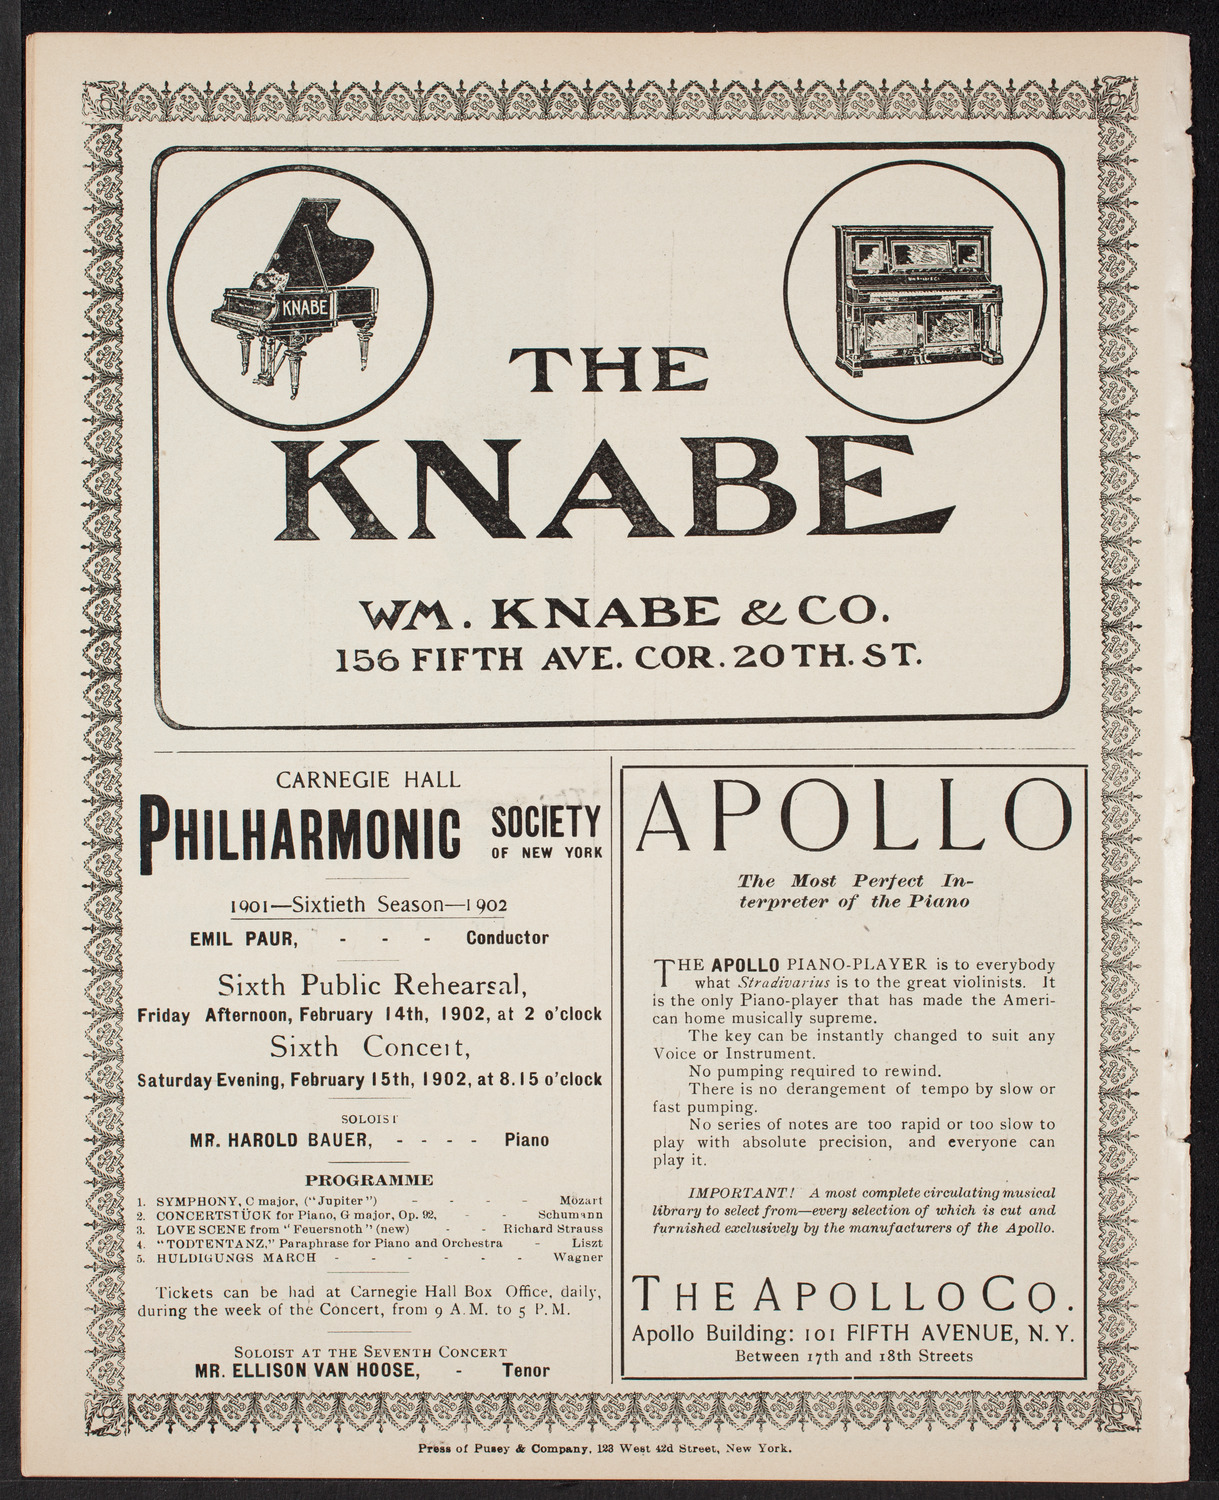 KNABE
THE
KNABE
WM. KNABE & CO.
156 FIFTH AVE. COR. 20TH. ST.
CARNEGIE HALL
PHILHARMONIC SOCIETY
OF NEW YORK
1901—Sixtieth Season—1902
EMIL PAUR, - - - Conductor
Sixth Public Rehearsal,
Friday Afternoon, February 14th, 1902, at 2 o'clock
Sixth Concert,
Saturday Evening, February 15th, 1902, at 8.15 o'clock
SOLOIST
MR. HAROLD BAUER, - - - - Piano
PROGRAMME
1. SYMPHONY, C major, ("Jupiter") - - - - Mozart
2. CONCERTSTÜCK for Piano, G major, Op. 92, - - Schumann
3. LOVE SCENE from "Feuersnoth" (new) - - Richard Strauss
4. "TODTENTANZ," Paraphrase for Piano and Orchestra - Liszt
5. HULDIGUNGS MARCH - - - - - - Wagner
Tickets can be had at Carnegie Hall Box Office, daily,
during the week of the Concert, from 9 A.M. to 5 P.M.
SOLOIST AT THE SEVENTH CONCERT
MR. ELLISON VAN HOOSE, - Tenor
APOLLO
The Most Perfect In-
terpreter of the Piano
THE APOLLO PIANO-PLAYER is to everybody
what Stradivarius is to the great violinists. It
is the only Piano-player that has made the Ameri-
can home musically supreme.
The key can be instantly changed to suit any
Voice or Instrument.
No pumping required to rewind.
There is no derangement of tempo by slow or
fast pumping.
No series of notes are too rapid or too slow to
play with absolute precision, and everyone can
play it.
IMPORTANT! A most complete circulating musical
library to select from—every selection of which is cut and
furnished exclusively by the manufacturers of the Apollo.
THE APOLLO CO.
Apollo Building: 101 FIFTH AVENUE, N. Y.
Between 17th and 18th Streets
Press of Pusey & Company, 123 West 42d Street, New York.